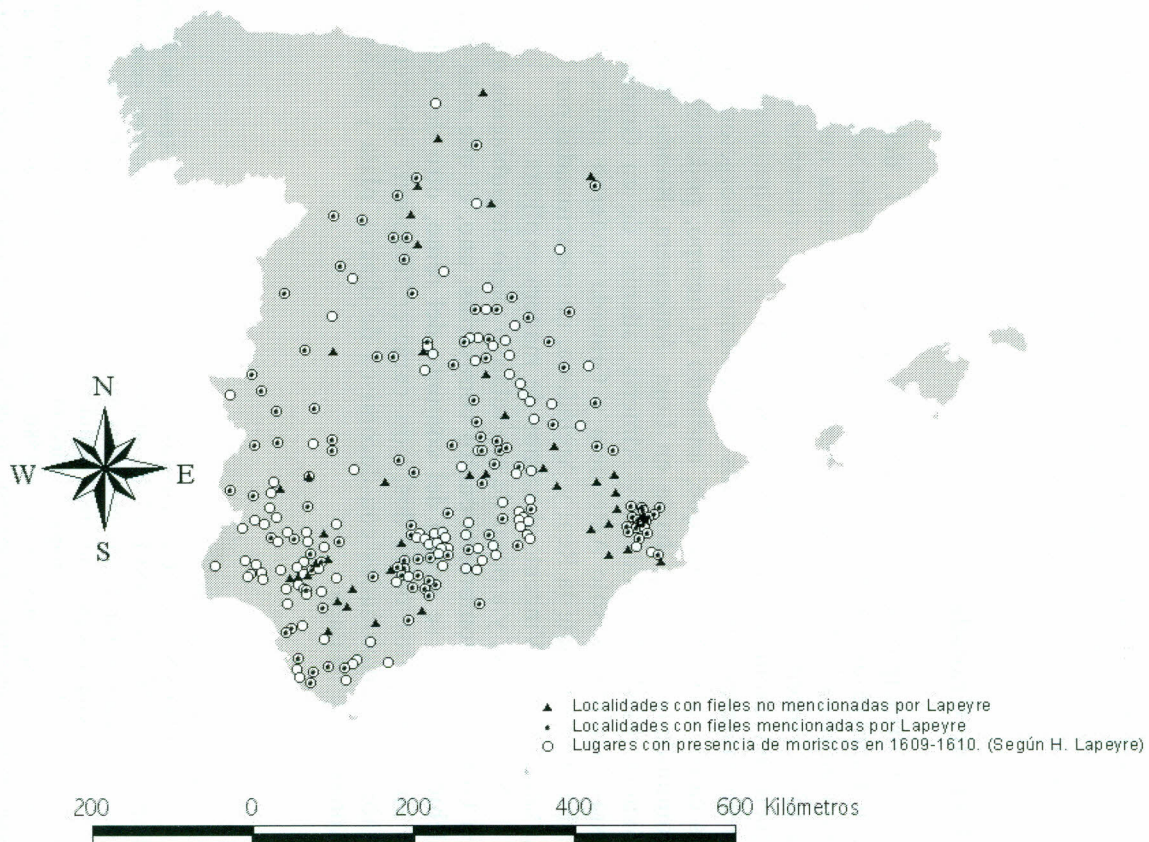 N
W E
S
Localidades con fieles no mencionadas por Lapeyre
Localidades con fieles mencionadas por Lapeyre
Lugares con presencia de moriscos en 1609-1610. (Según H. Lapeyre)
200 0 200 400 600 Kilómetros